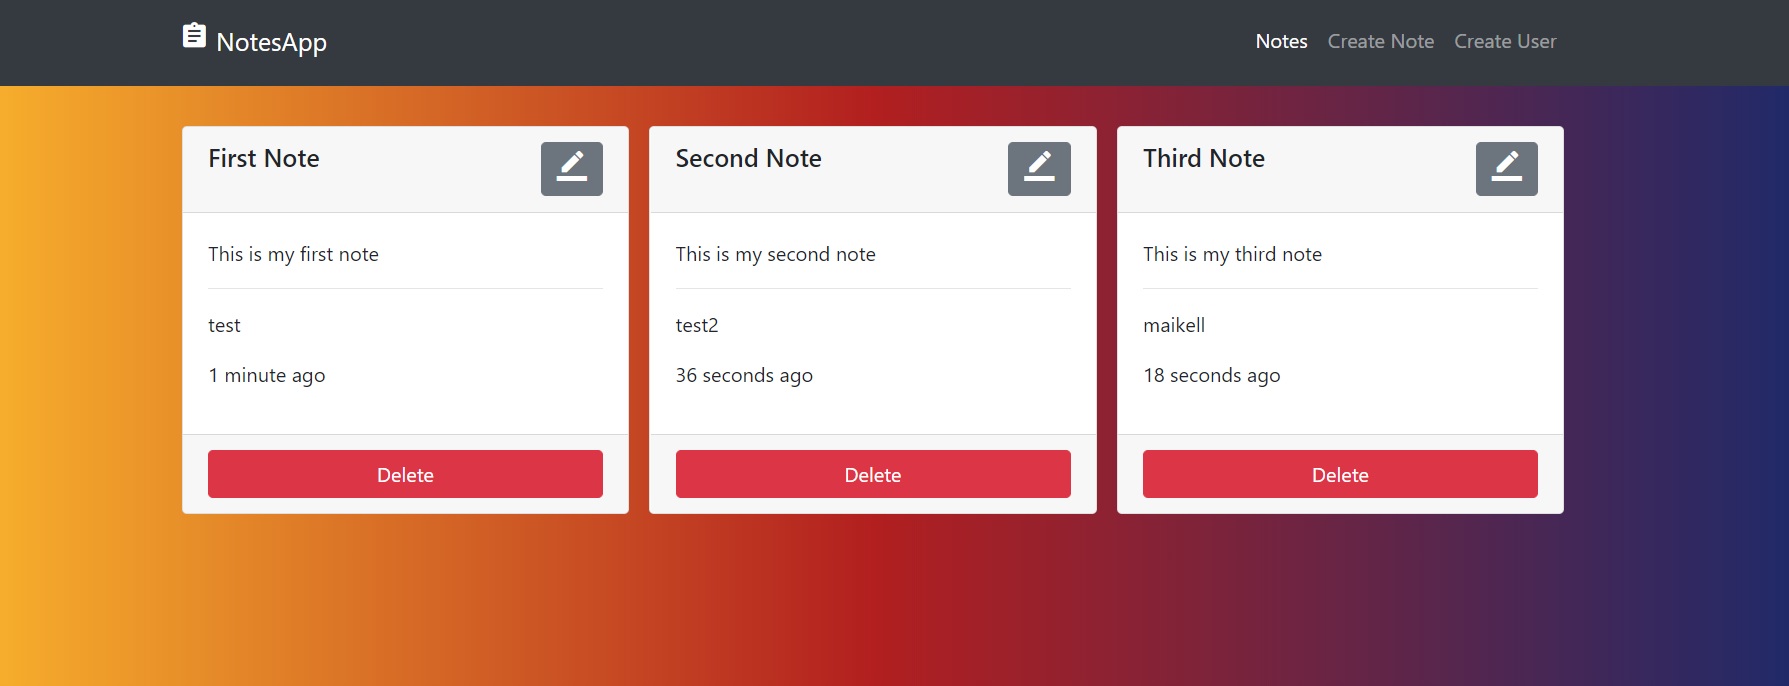 NotesApp
Notes Create Note Create User
First Note
This is my first note
test
1 minute ago
Delete
Second Note
This is my second note
test2
36 seconds ago
Delete
Third Note
This is my third note
maikell
18 seconds ago
Delete